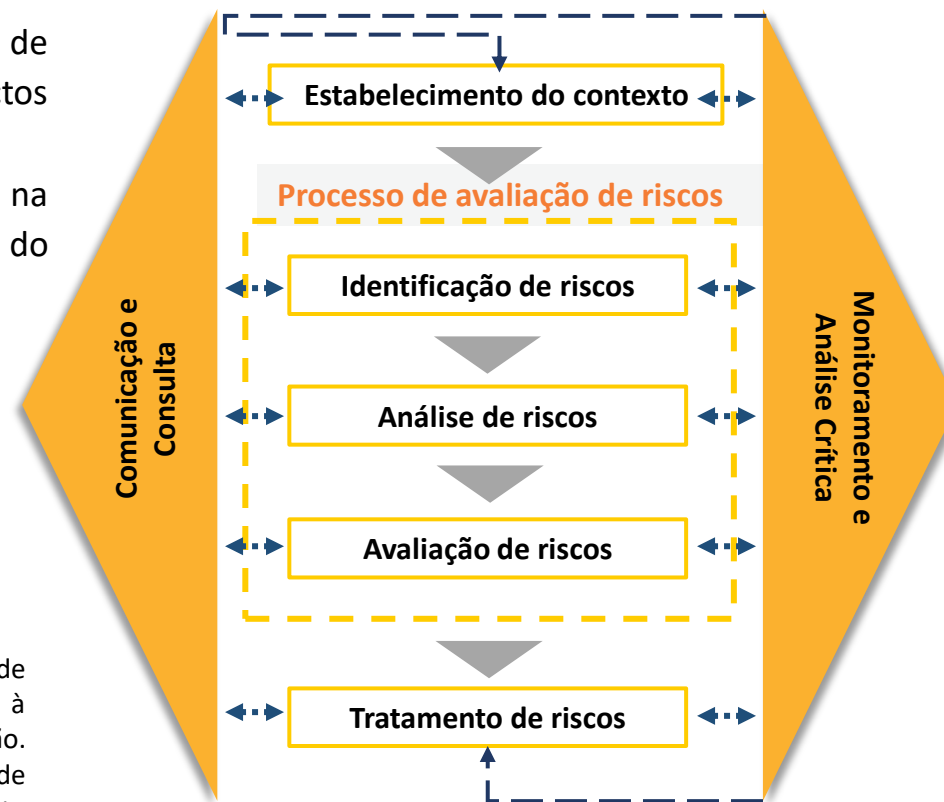 de
tos
na
do
Estabelecimento do contexto
Processo de avaliação de riscos
Identificação de riscos
Análise de riscos
Avaliação de riscos
Tratamento de riscos
Comunicação e
Consulta
Monitoramento e
Análise Crítica
de
à
ão.
de